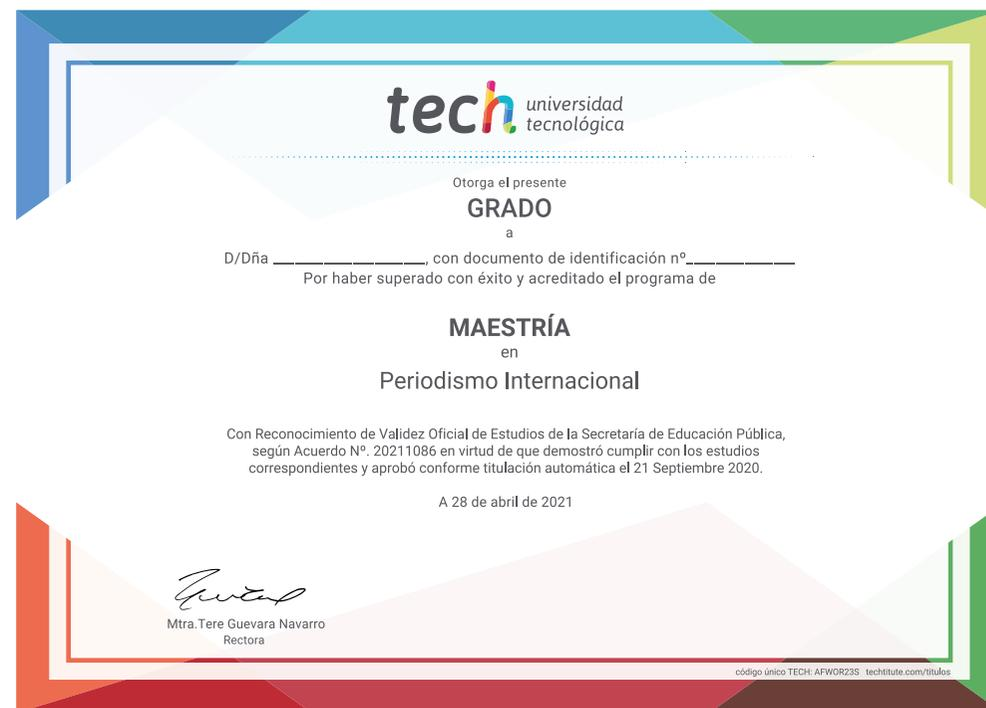 tech universidad
tecnológica
Otorga el presente
GRADO
a
D/Dña ________________, con documento de identificación nº____________
Por haber superado con éxito y acreditado el programa de
MAESTRÍA
en
Periodismo Internacional
Con Reconocimiento de Validez Oficial de Estudios de la Secretaría de Educación Pública,
según Acuerdo Nº. 20211086 en virtud de que demostró cumplir con los estudios
correspondientes y aprobó conforme titulación automática el 21 Septiembre 2020.
A 28 de abril de 2021
Mtra.Tere Guevara Navarro
Rectora
código único TECH: AFWOR23S techtitute.com/titulos